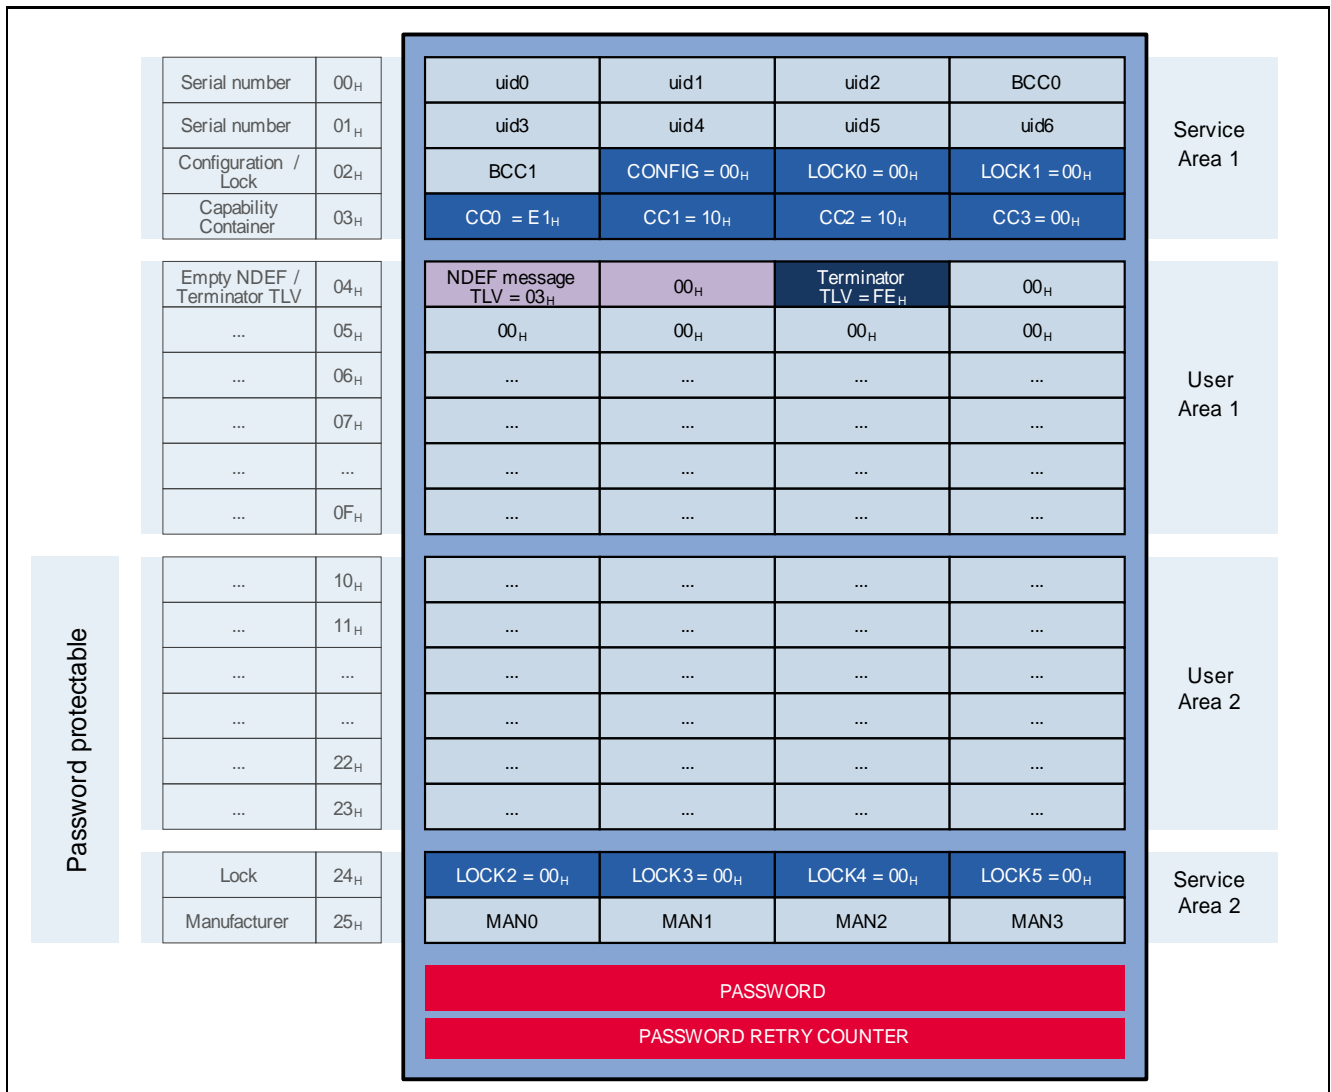 Serial number 00H uid0 uid1 uid2 BCC0
Serial number 01H uid3 uid4 uid5 uid6
Configuration /
Lock 02H BCC1 CONFIG = 00H LOCK0 = 00H LOCK1 = 00H
Capability
Container 03H CC0 = E1H CC1 = 10H CC2 = 10H CC3 = 00H
Service
Area 1
Empty NDEF /
Terminator TLV 04H NDEF message
TLV = 03H 00H Terminator
TLV = FEH 00H
... 05H 00H 00H 00H 00H
... 06H ... ... ... ...
... 07H ... ... ... ...
... ... ... ... ... ...
... 0FH ... ... ... ...
User
Area 1
Password protectable
... 10H ... ... ... ...
... 11H ... ... ... ...
... ... ... ... ... ...
... ... ... ... ... ...
... 22H ... ... ... ...
... 23H ... ... ... ...
User
Area 2
Lock 24H LOCK2 = 00H LOCK3 = 00H LOCK4 = 00H LOCK5 = 00H
Manufacturer 25H MAN0 MAN1 MAN2 MAN3
Service
Area 2
PASSWORD
PASSWORD RETRY COUNTER